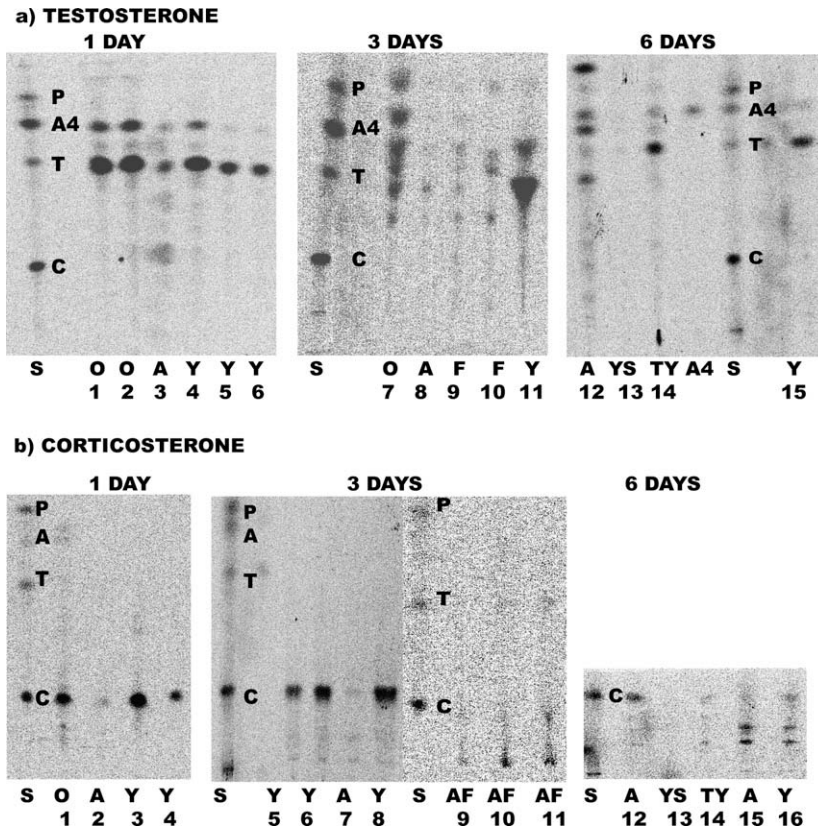 a) TESTOSTERONE
1 DAY 3 DAYS 6 DAYS
P P P
A4 A4 A4
T T T
C C C
S O O A Y Y Y S O A F F Y A YS TY A4 S Y
1 2 3 4 5 6 7 8 9 10 11 12 13 14 15
b) CORTICOSTERONE
1 DAY 3 DAYS 6 DAYS
P P P
A A
T T T
C C C C
S O A Y Y S Y Y A Y S AF AF AF S A YS TY A Y
1 2 3 4 5 6 7 8 9 10 11 12 13 14 15 16